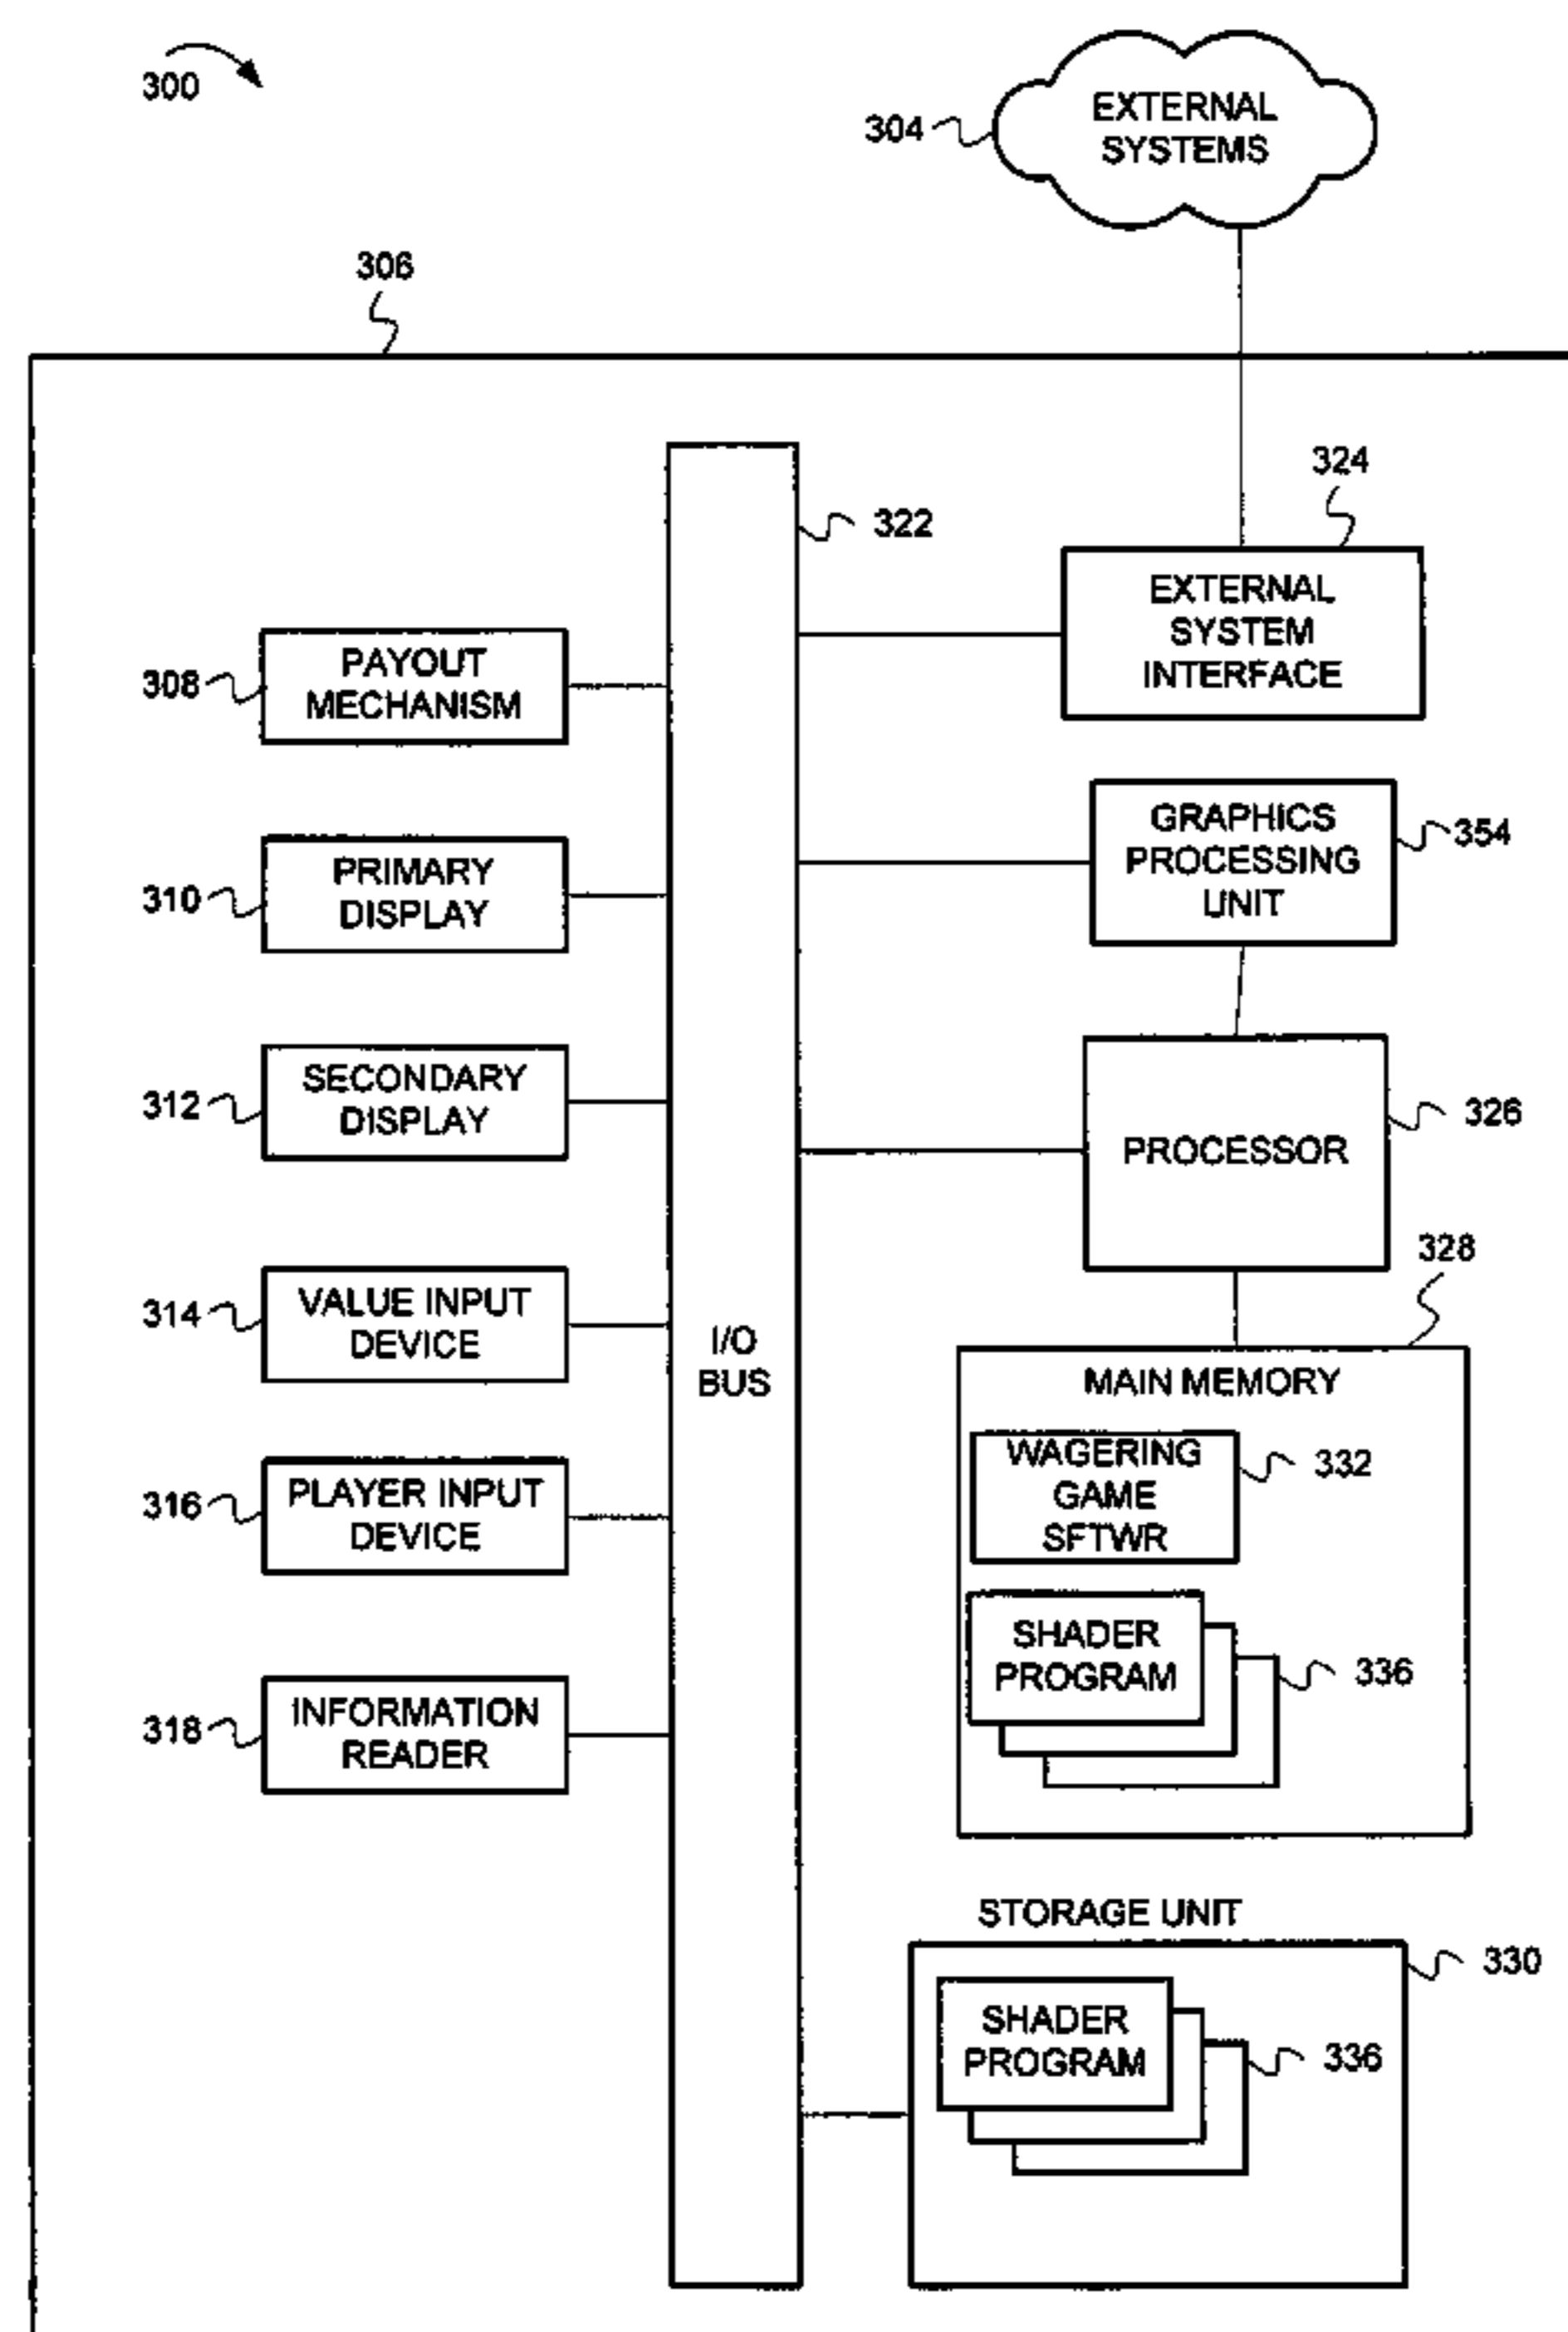 300
304
EXTERNAL
SYSTEMS
306
322
324
EXTERNAL
SYSTEM
INTERFACE
308
PAYOUT
MECHANISM
310
PRIMARY
DISPLAY
GRAPHICS
PROCESSING
UNIT
354
312
SECONDARY
DISPLAY
PROCESSOR
326
314
VALUE INPUT
DEVICE
I/O
BUS
328
MAIN MEMORY
WAGERING
GAME
SFTWR
332
316
PLAYER INPUT
DEVICE
SHADER
PROGRAM
336
318
INFORMATION
READER
STORAGE UNIT
330
SHADER
PROGRAM
336